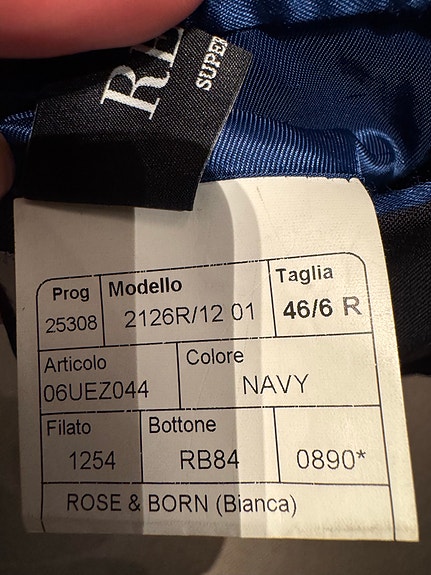 RE
SUPER
Prog
25308
Modello
2126R/12 01
Taglia
46/6 R
Articolo
06UEZ044
Colore
NAVY
Filato
1254
Bottone
RB84
0890*
ROSE & BORN (Bianca)